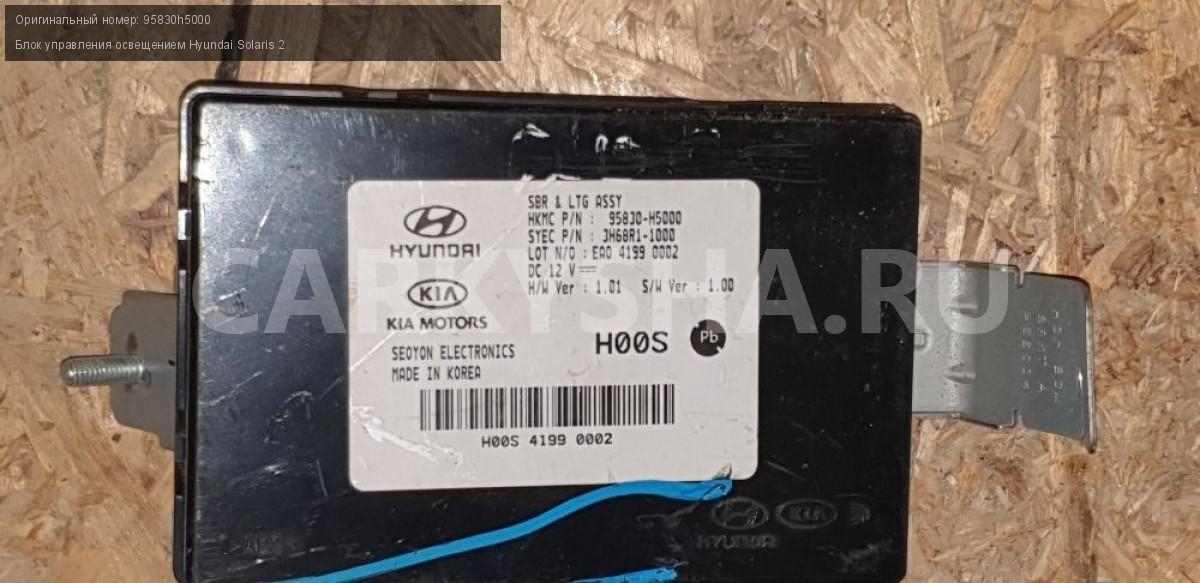 Оригинальный номер: 95830h5000
Блок управления освещением Hyundai Solaris 2
SBR & LTG ASSY
HKMC P/N : 95830-H5000
SYEC P/N : JH68R1-1000
LOT N/O : EA0 4199 0002
DC 12 V
H/W Ver : 1.01 S/W Ver : 1.00
HYUNDAI
KIA
KIA MOTORS
H00S Pb
SEOYON ELECTRONICS
MADE IN KOREA
H00S 4199 0002
CARKYSHA.RU
HYUNDAI
KIA